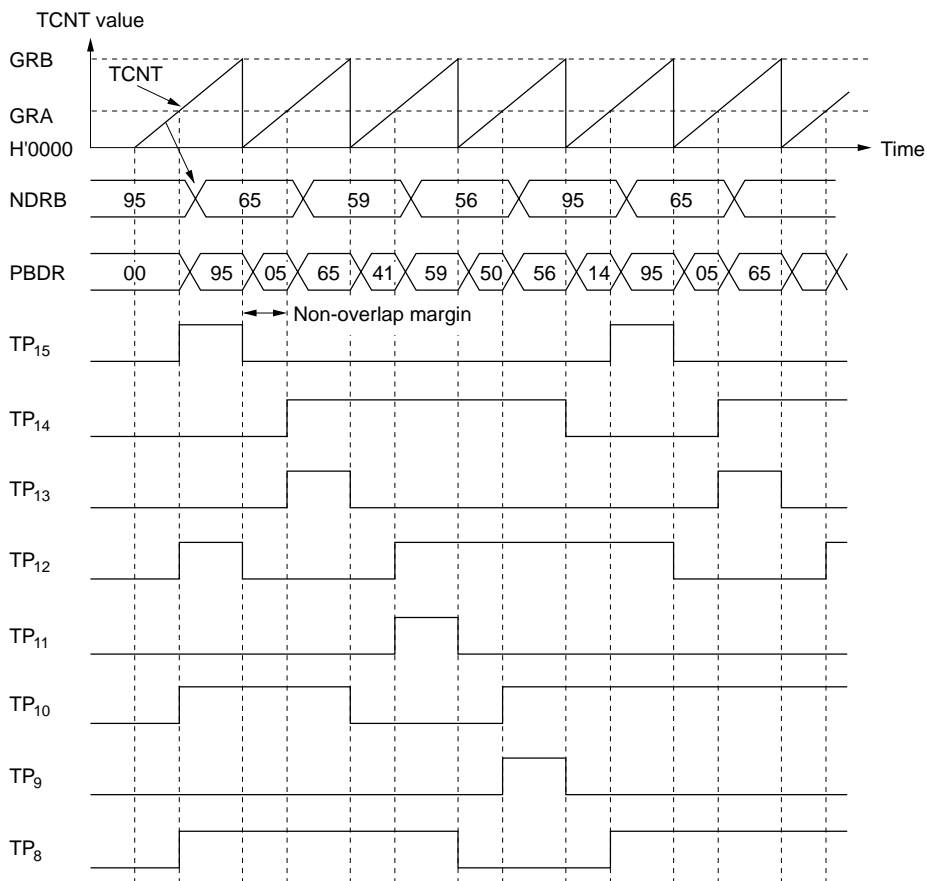 TCNT value
GRB
TCNT
GRA
H'0000
Time
NDRB 95 65 59 56 95 65
PBDR 00 95 05 65 41 59 50 56 14 95 05 65
Non-overlap margin
TP15
TP14
TP13
TP12
TP11
TP10
TP9
TP8